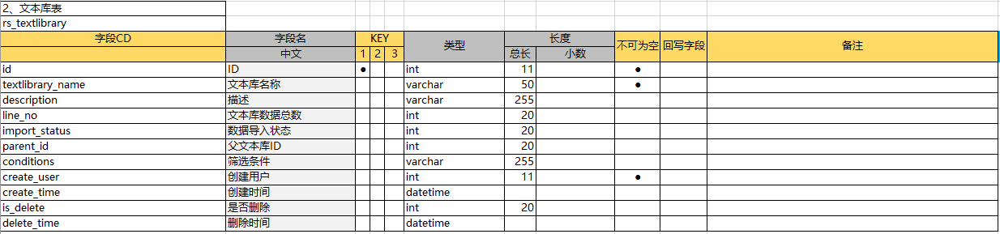 2、文本库表
rs_textlibrary
字段CD 字段名 KEY 类型 长度 不可为空 回写字段 备注
中文 1 2 3 总长 小数
id ID ● int 11 ●
textlibrary_name 文本库名称 varchar 50 ●
description 描述 varchar 255
line_no 文本库数据总数 int 20
import_status 数据导入状态 int 20
parent_id 父文本库ID int 20
conditions 筛选条件 varchar 255
create_user 创建用户 int 11 ●
create_time 创建时间 datetime
is_delete 是否删除 int 20
delete_time 删除时间 datetime